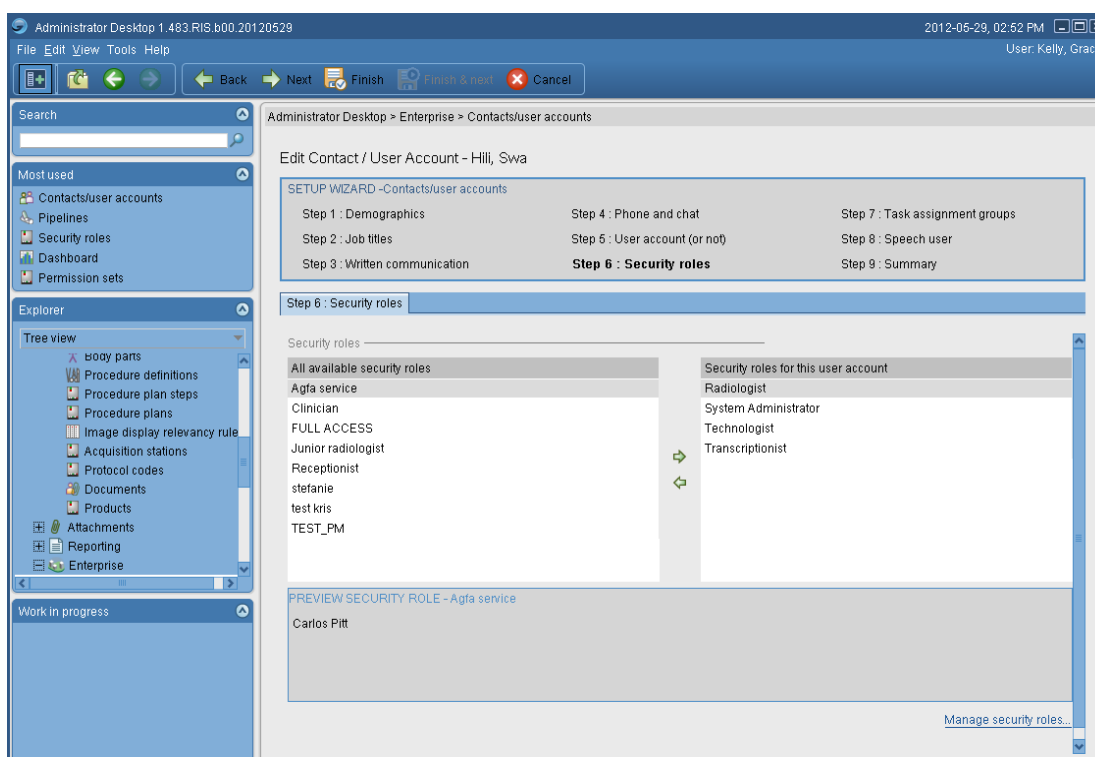 Administrator Desktop 1.483.RIS.b00.20120529 2012-05-29, 02:52 PM
File Edit View Tools Help User: Kelly, Grac
Back Next Finish Finish & next Cancel
Search
Administrator Desktop > Enterprise > Contacts/user accounts
Edit Contact / User Account - Hili, Swa
Most used
Contacts/user accounts
Pipelines
Security roles
Dashboard
Permission sets
SETUP WIZARD -Contacts/user accounts
Step 1 : Demographics Step 4 : Phone and chat Step 7 : Task assignment groups
Step 2 : Job titles Step 5 : User account (or not) Step 8 : Speech user
Step 3 : Written communication Step 6 : Security roles Step 9 : Summary
Explorer
Tree view
Body parts
Procedure definitions
Procedure plan steps
Procedure plans
Image display relevancy rule
Acquisition stations
Protocol codes
Documents
Products
Attachments
Reporting
Enterprise
Work in progress
Step 6 : Security roles
Security roles
All available security roles
Agfa service
Clinician
FULL ACCESS
Junior radiologist
Receptionist
stefanie
test kris
TEST_PM
Security roles for this user account
Radiologist
System Administrator
Technologist
Transcriptionist
PREVIEW SECURITY ROLE - Agfa service
Carlos Pitt
Manage security roles...